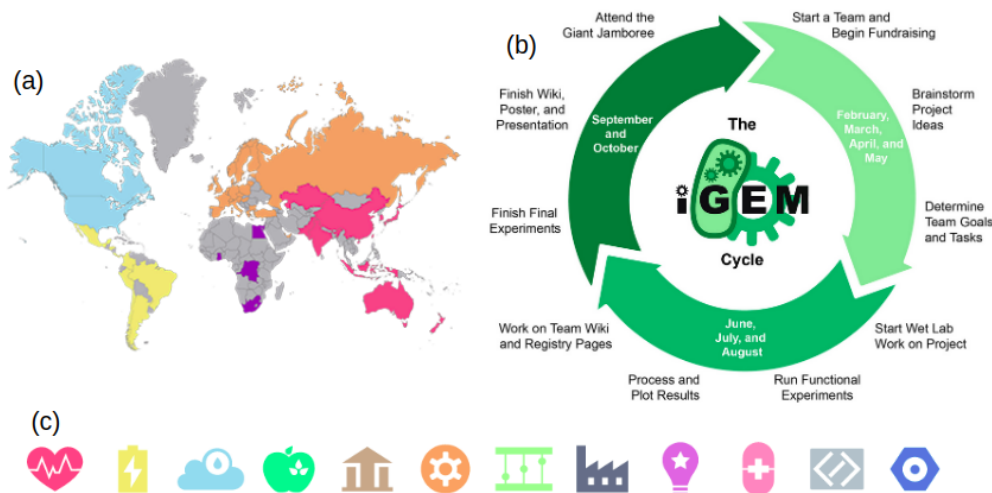 (a)
(b)
Attend the
Giant Jamboree
Start a Team and
Begin Fundraising
Finish Wiki,
Poster, and
Presentation
September
and
October
The
iGEM
Cycle
February,
March,
April, and
May
Brainstorm
Project
Ideas
Finish Final
Experiments
Determine
Team Goals
and Tasks
Work on Team Wiki
and Registry Pages
June,
July, and
August
Start Wet Lab
Work on Project
Process and
Plot Results
Run Functional
Experiments
(c)